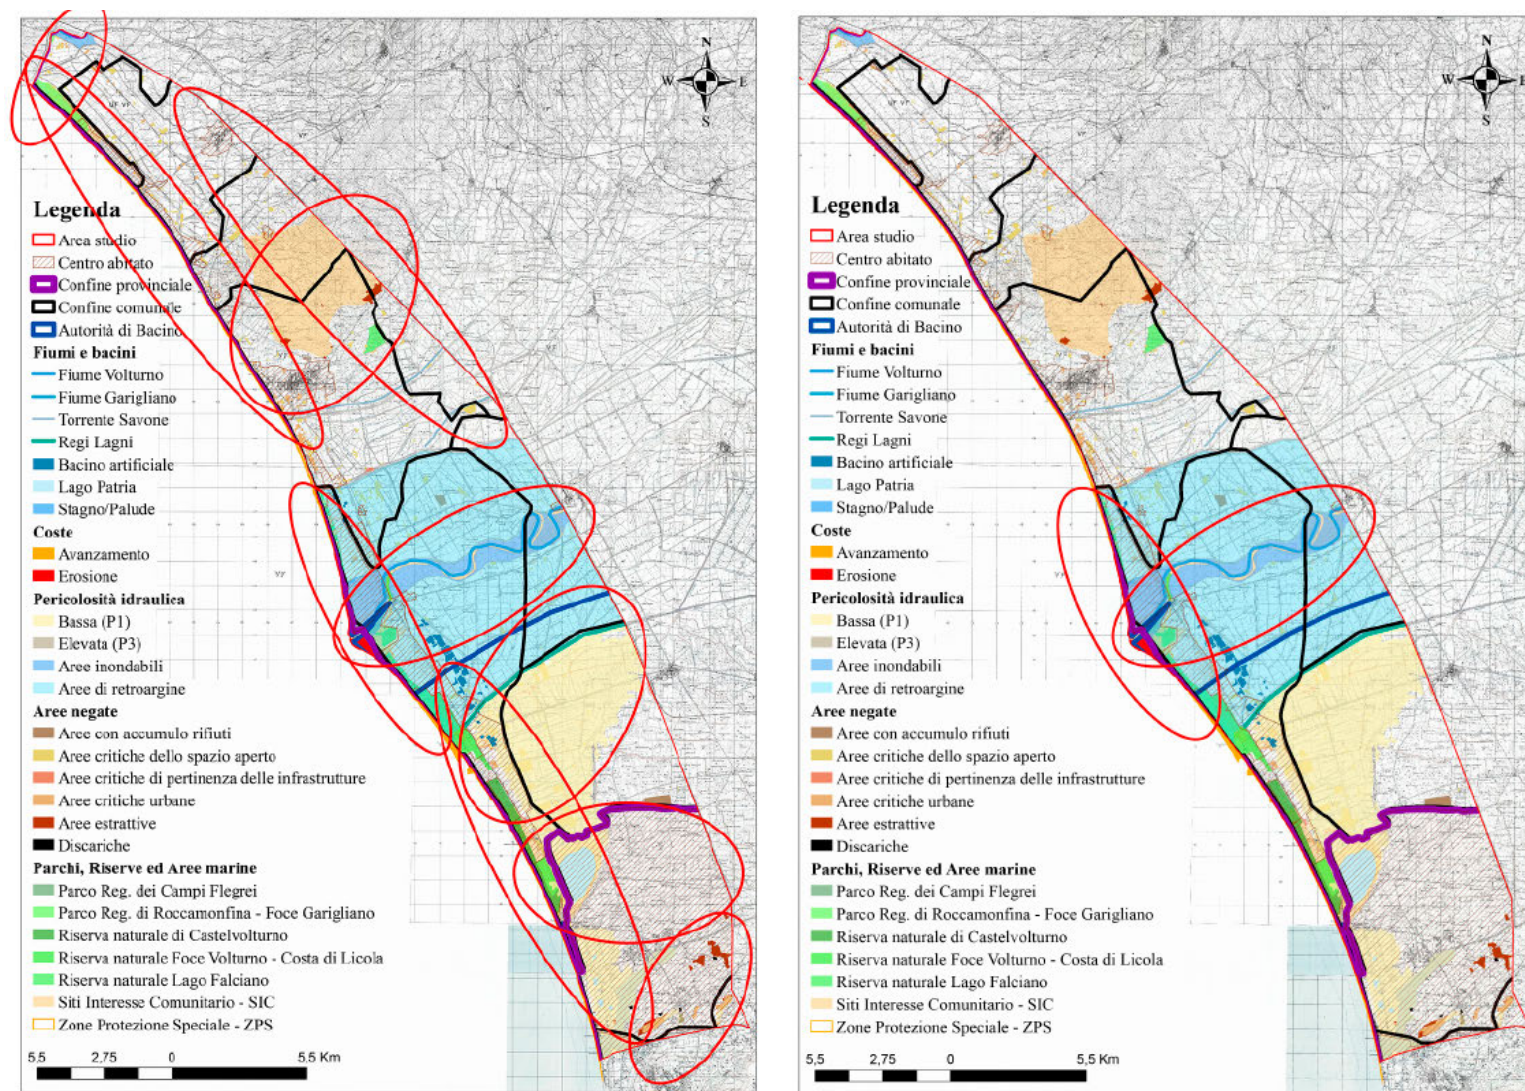 N
W E
S
Legenda
Area studio
Centro abitato
Confine provinciale
Confine comunale
Autorità di Bacino
Fiumi e bacini
Fiume Volturno
Fiume Garigliano
Torrente Savone
Regi Lagni
Bacino artificiale
Lago Patria
Stagno/Palude
Coste
Avanzamento
Erosione
Pericolosità idraulica
Bassa (P1)
Elevata (P3)
Aree inondabili
Aree di retroargine
Aree negate
Aree con accumulo rifiuti
Aree critiche dello spazio aperto
Aree critiche di pertinenza delle infrastrutture
Aree critiche urbane
Aree estrattive
Discariche
Parchi, Riserve ed Aree marine
Parco Reg. dei Campi Flegrei
Parco Reg. di Roccamonfina - Foce Garigliano
Riserva naturale di Castelvolturno
Riserva naturale Foce Volturno - Costa di Licola
Riserva naturale Lago Falciano
Siti Interesse Comunitario - SIC
Zone Protezione Speciale - ZPS
5,5 2,75 0 5,5 Km
N
W E
S
Legenda
Area studio
Centro abitato
Confine provinciale
Confine comunale
Autorità di Bacino
Fiumi e bacini
Fiume Volturno
Fiume Garigliano
Torrente Savone
Regi Lagni
Bacino artificiale
Lago Patria
Stagno/Palude
Coste
Avanzamento
Erosione
Pericolosità idraulica
Bassa (P1)
Elevata (P3)
Aree inondabili
Aree di retroargine
Aree negate
Aree con accumulo rifiuti
Aree critiche dello spazio aperto
Aree critiche di pertinenza delle infrastrutture
Aree critiche urbane
Aree estrattive
Discariche
Parchi, Riserve ed Aree marine
Parco Reg. dei Campi Flegrei
Parco Reg. di Roccamonfina - Foce Garigliano
Riserva naturale di Castelvolturno
Riserva naturale Foce Volturno - Costa di Licola
Riserva naturale Lago Falciano
Siti Interesse Comunitario - SIC
Zone Protezione Speciale - ZPS
5,5 2,75 0 5,5 Km